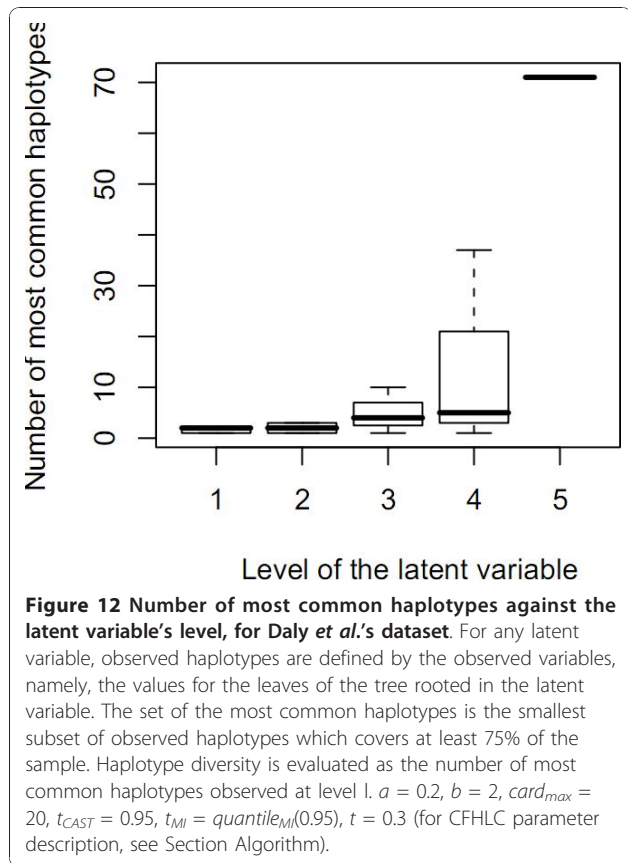 Number of most common haplotypes
70
50
30
10
0
1 2 3 4 5
Level of the latent variable
Figure 12 Number of most common haplotypes against the
latent variable's level, for Daly et al.'s dataset. For any latent
variable, observed haplotypes are defined by the observed variables,
namely, the values for the leaves of the tree rooted in the latent
variable. The set of the most common haplotypes is the smallest
subset of observed haplotypes which covers at least 75% of the
sample. Haplotype diversity is evaluated as the number of most
common haplotypes observed at level l. a = 0.2, b = 2, card_max =
20, t_CAST = 0.95, t_MI = quantile_MI(0.95), t = 0.3 (for CFHLC parameter
description, see Section Algorithm).